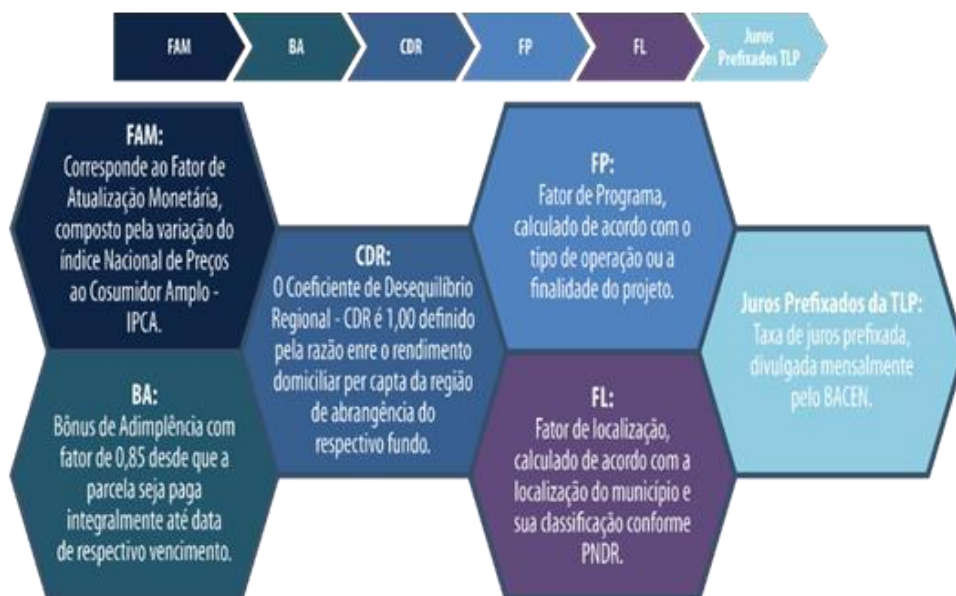 FAM
BA
CDR
FP
FL
Juros
Prefixados TLP
FAM:
Corresponde ao Fator de
Atualização Monetária,
composto pela variação do
índice Nacional de Preços
ao Cosumidor Amplo -
IPCA.
BA:
Bônus de Adimplência com
fator de 0,85 desde que a
parcela seja paga
integralmente até data
de respectivo vencimento.
CDR:
O Coeficiente de Desequilíbrio
Regional - CDR é 1,00 definido
pela razão enre o rendimento
domiciliar per capta da região
de abrangência do
respectivo fundo.
FP:
Fator de Programa,
calculado de acordo com o
tipo de operação ou a
finalidade do projeto.
FL:
Fator de localização,
calculado de acordo com a
localização do município e
sua classificação conforme
PNDR.
Juros Prefixados da TLP:
Taxa de juros prefixada,
divulgada mensalmente
pelo BACEN.